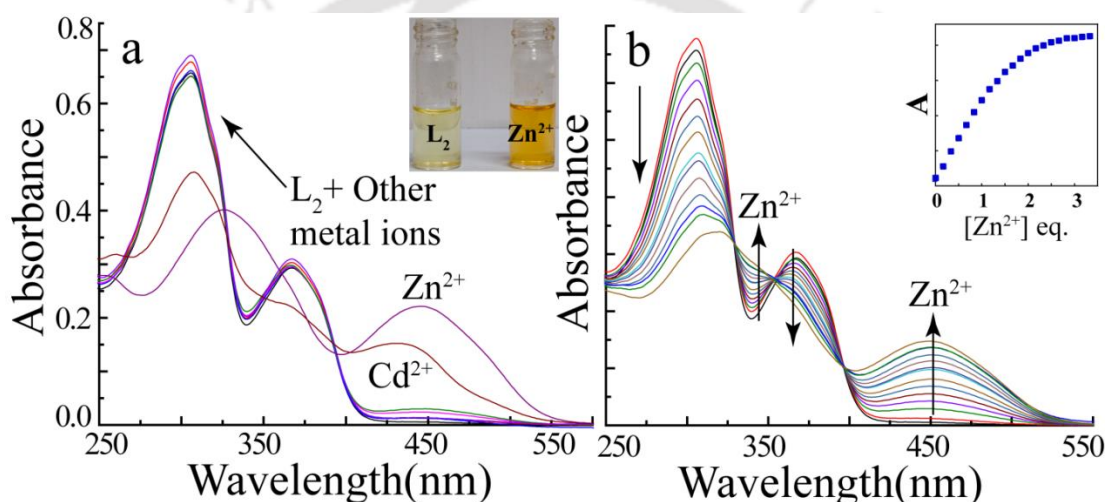 a
0.8
0.6
0.4
0.2
0.0
Absorbance
L₂
Zn²⁺
L₂+ Other
metal ions
Zn²⁺
Cd²⁺
250
350
450
550
Wavelength(nm)
b
Absorbance
Zn²⁺
Zn²⁺
A
0
1
2
3
[Zn²⁺] eq.
250
350
450
550
Wavelength(nm)